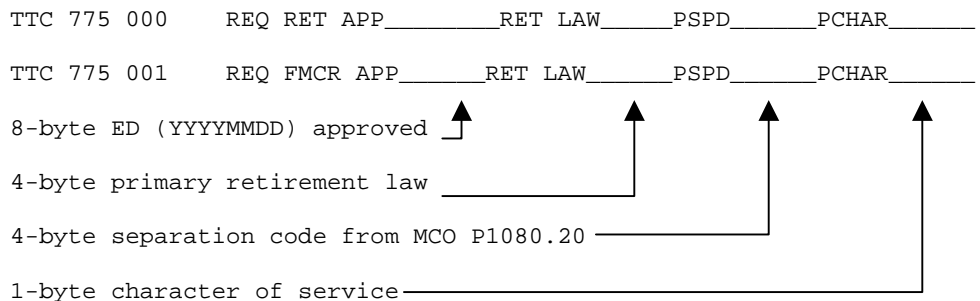 TTC 775 000 REQ RET APP________RET LAW_____PSPD______PCHAR______
TTC 775 001 REQ FMCR APP______RET LAW______PSPD______PCHAR______
8-byte ED (YYYYMMDD) approved
4-byte primary retirement law
4-byte separation code from MCO P1080.20
1-byte character of service